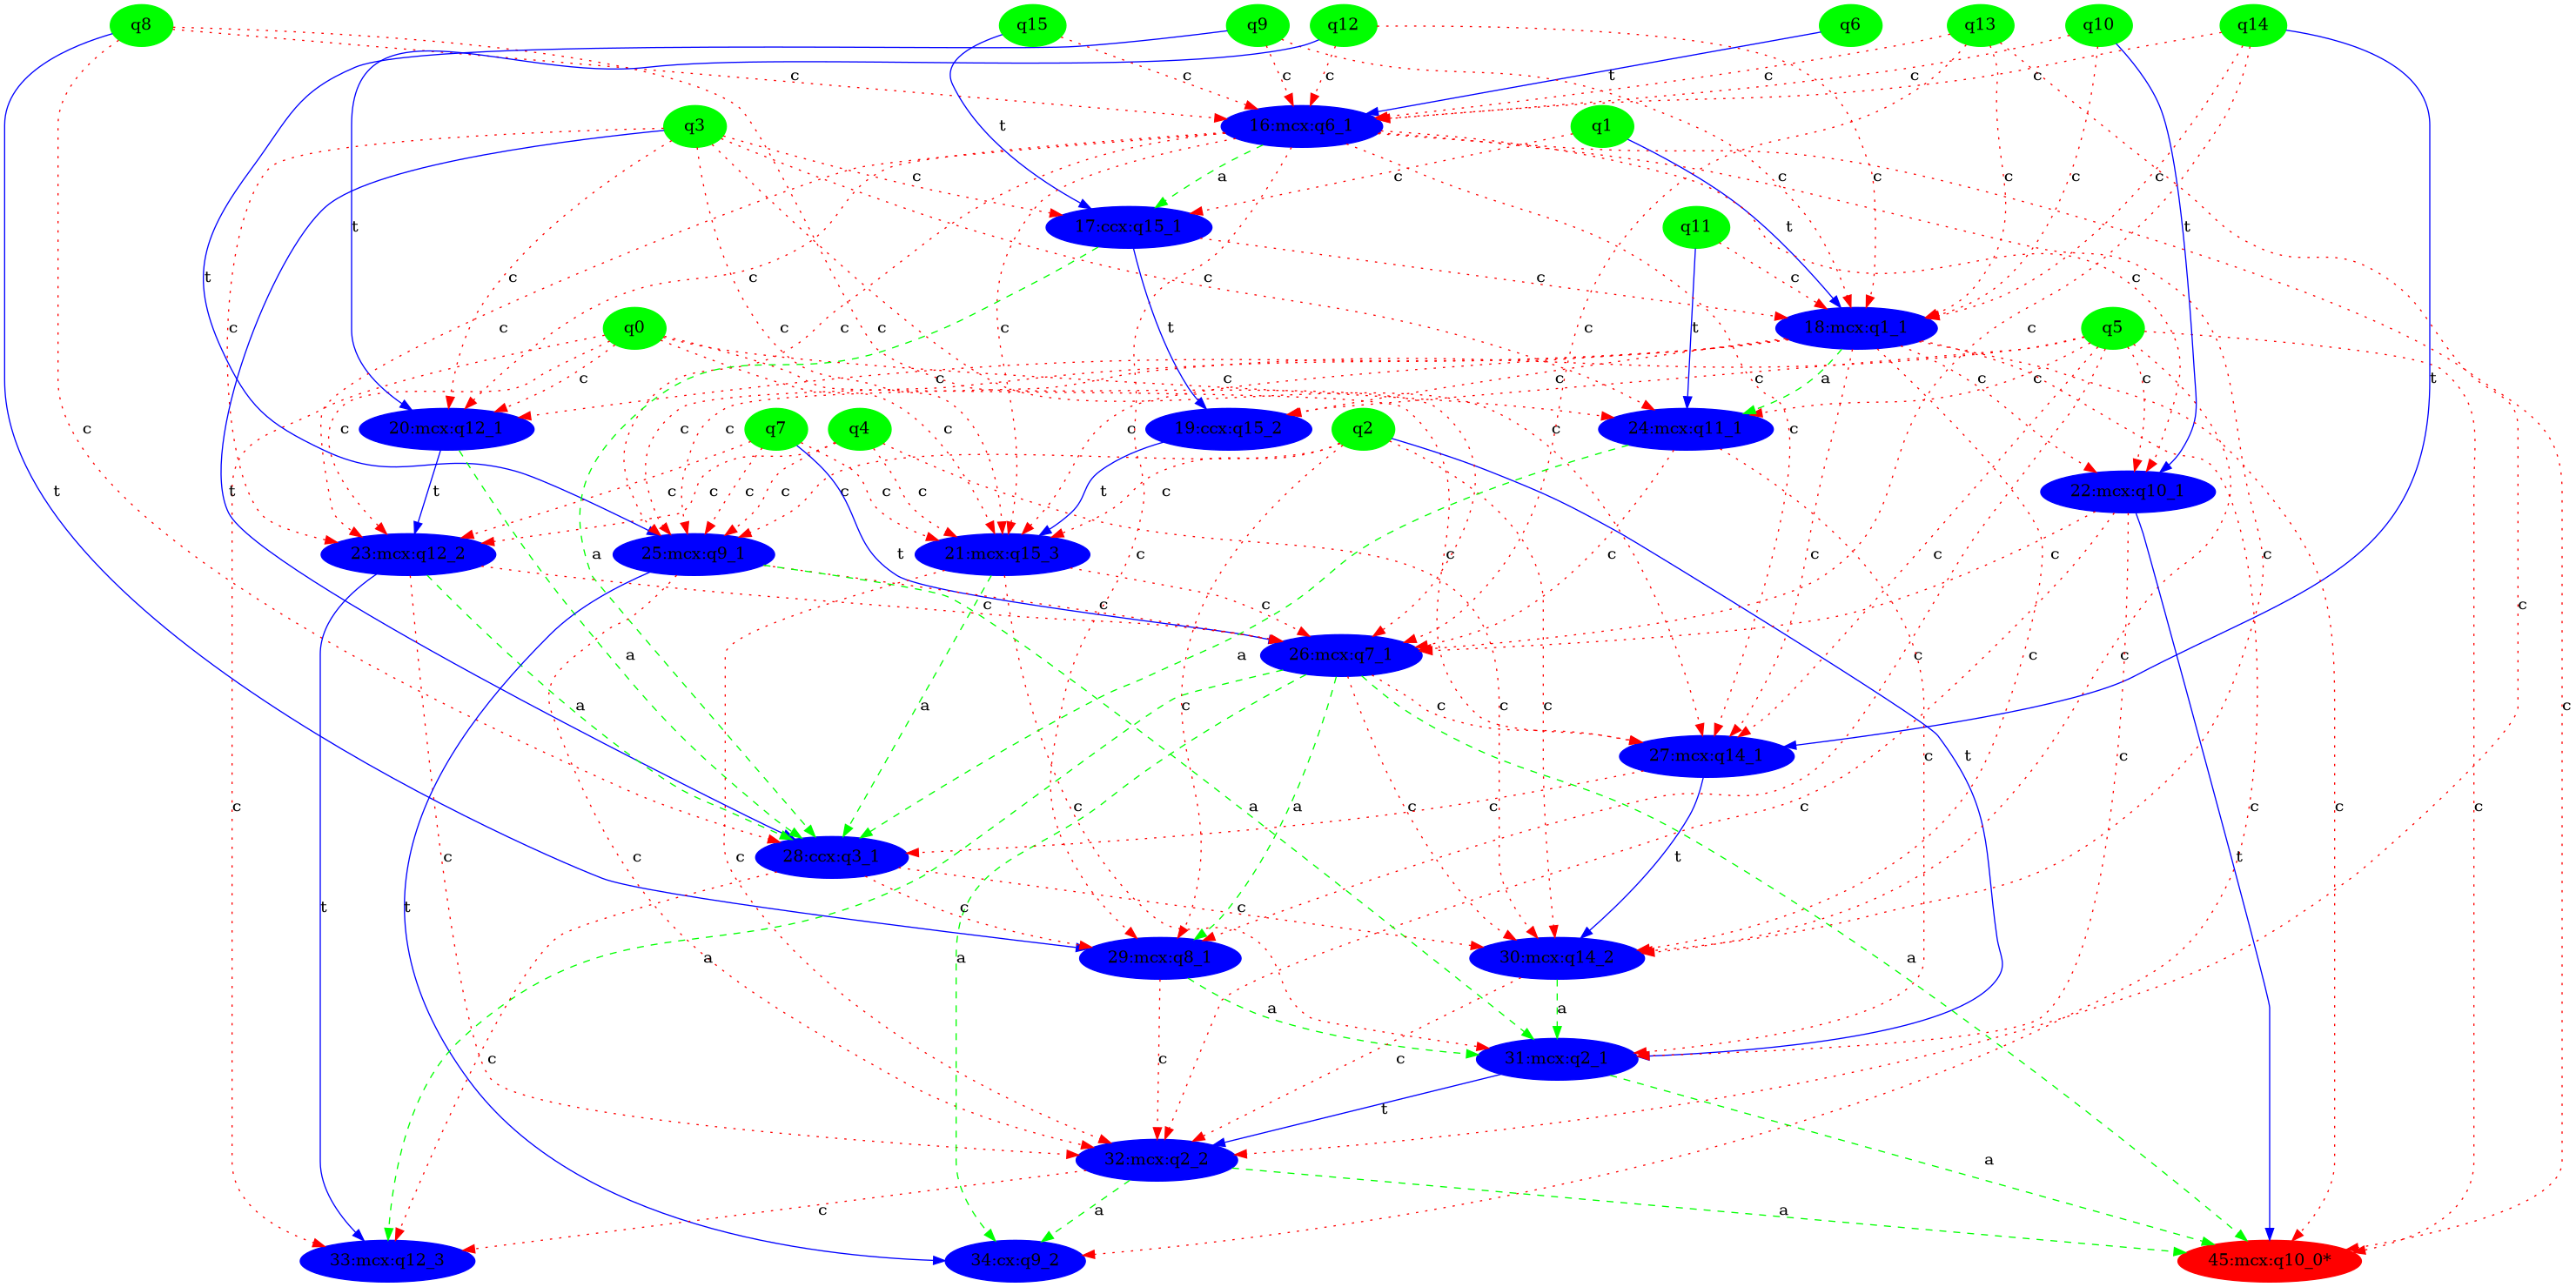 q8 q15 q9 q12 q6 q13 q10 q14
c c c c t c c c
q3 16:mcx:q6_1 q1
t c a c c c c c
t 17:ccx:q15_1 q11 t t
c c c c c
t q0 c c c c t 18:mcx:q1_1 q5
c c c c c t c c
c c a c c t
20:mcx:q12_1 q7 q4 19:ccx:q15_2 q2 24:mcx:q11_1
c c c c c c c
t c c c c c t c 22:mcx:q10_1
t t
23:mcx:q12_2 25:mcx:q9_1 21:mcx:q15_3
a c c c c c
t c c c c
a a 26:mcx:q7_1 c c
a a c c c c
27:mcx:q14_1 t
a c c c c c
28:ccx:q3_1 c c c t t
t t c
a a 29:mcx:q8_1 30:mcx:q14_2 a
a a
c c c 31:mcx:q2_1
t
32:mcx:q2_2 a
c a a
33:mcx:q12_3 34:cx:q9_2 45:mcx:q10_0*